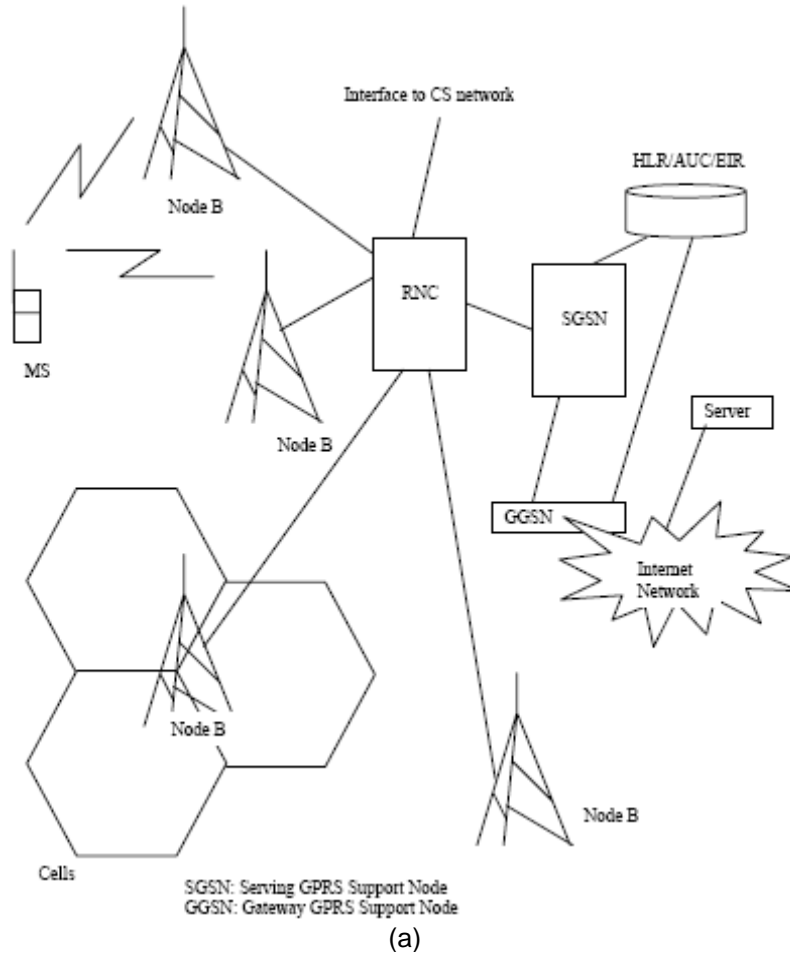 Interface to CS network
HLR/AUC/EIR
Node B
RNC
SGSN
MS
Node B
Server
GGSN
Internet
Network
Node B
Node B
Cells
SGSN: Serving GPRS Support Node
GGSN: Gateway GPRS Support Node
(a)